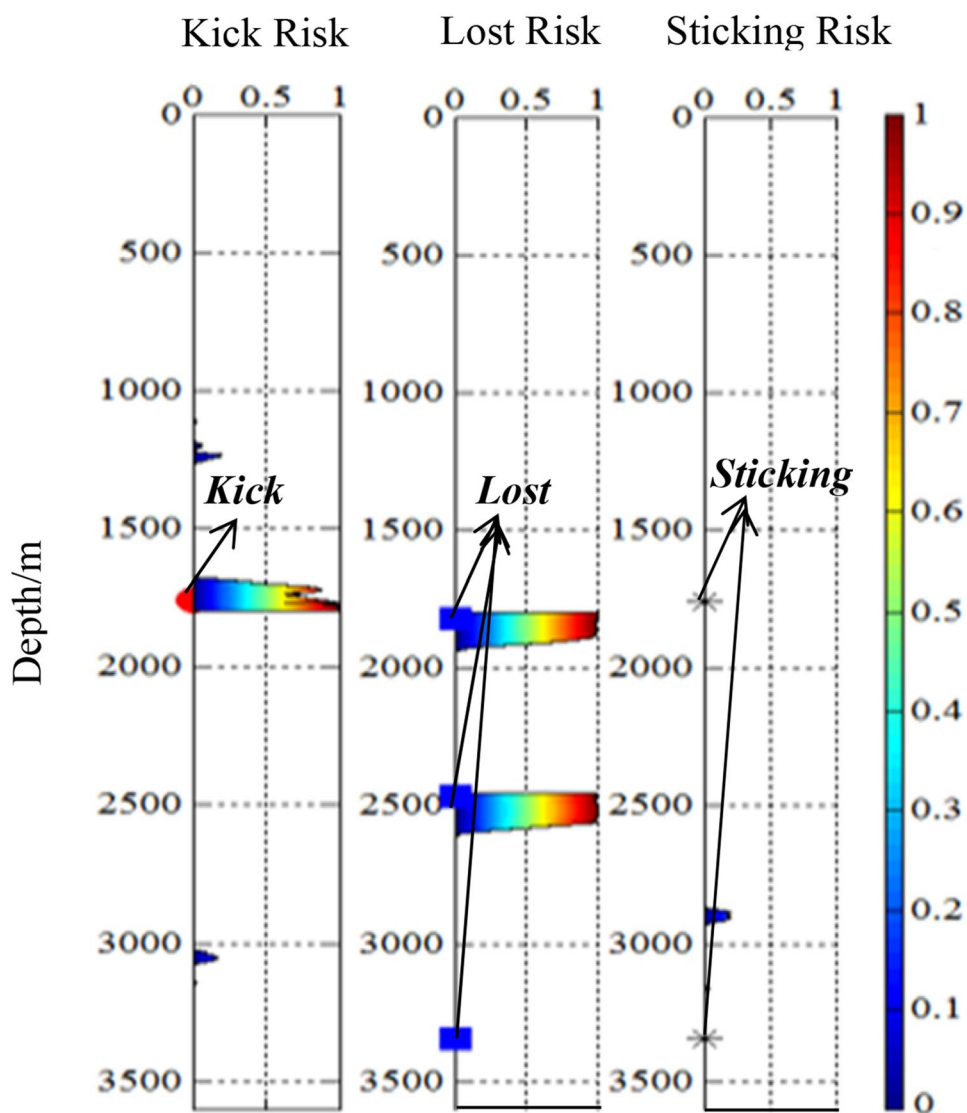 Kick Risk Lost Risk Sticking Risk
0 0.5 1 0 0.5 1 0 0.5 1
0 0 0 1
500 500 500 0.9
1000 1000 1000 0.8
0.7
Kick Lost Sticking
1500 1500 1500 0.6
Depth/m
0.5
2000 2000 2000 0.4
2500 2500 2500 0.3
0.2
3000 3000 3000
0.1
3500 3500 3500 0